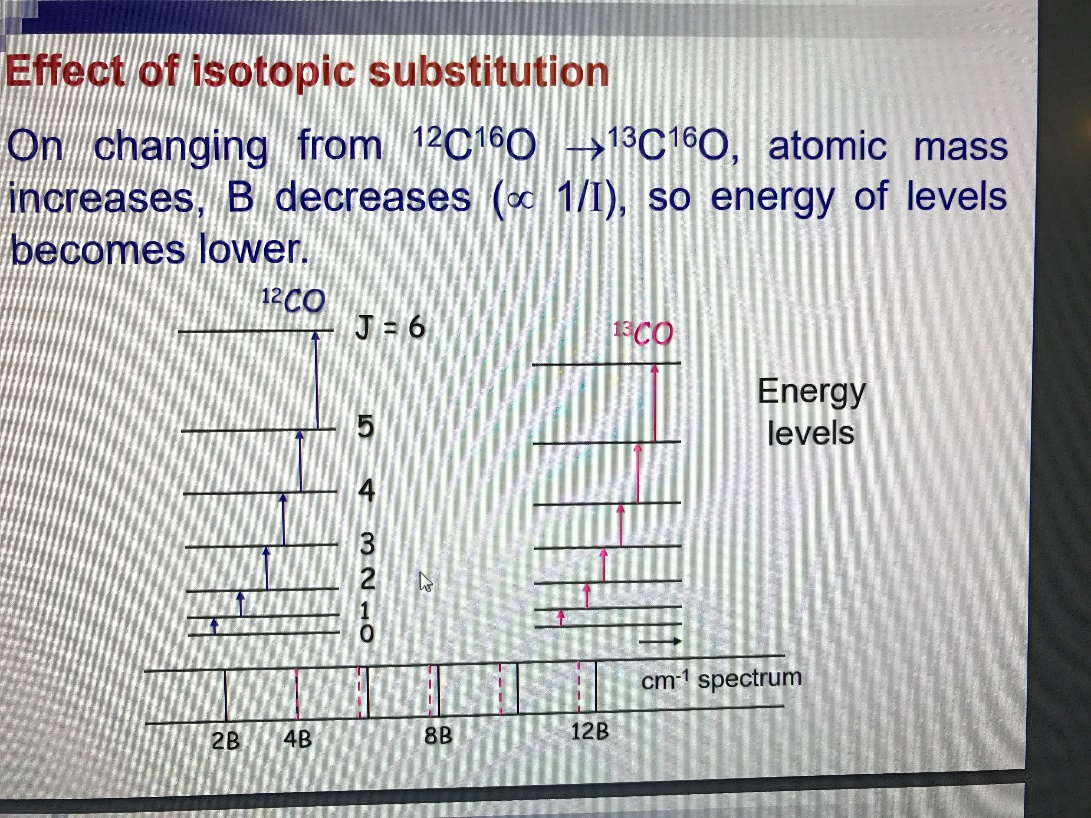 Effect of isotopic substitution
On changing from ¹²C¹⁶O →¹³C¹⁶O, atomic mass
increases, B decreases (∝ 1/I), so energy of levels
becomes lower.
¹²CO
J = 6
5
4
3
2
1
0
¹³CO
Energy
levels
cm⁻¹ spectrum
2B 4B 8B 12B